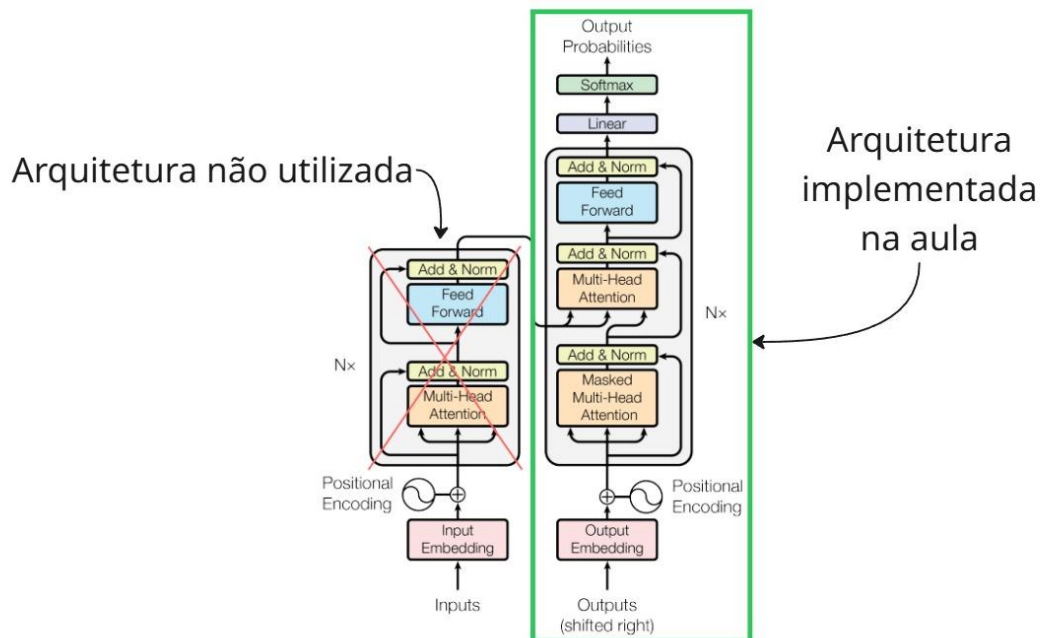 Arquitetura não utilizada
Add & Norm
Feed
Forward
Nx
Add & Norm
Multi-Head
Attention
Positional
Encoding
Input
Embedding
Inputs
Output
Probabilities
Softmax
Linear
Add & Norm
Feed
Forward
Add & Norm
Multi-Head
Attention
Nx
Add & Norm
Masked
Multi-Head
Attention
Positional
Encoding
Output
Embedding
Outputs
(shifted right)
Arquitetura
implementada
na aula